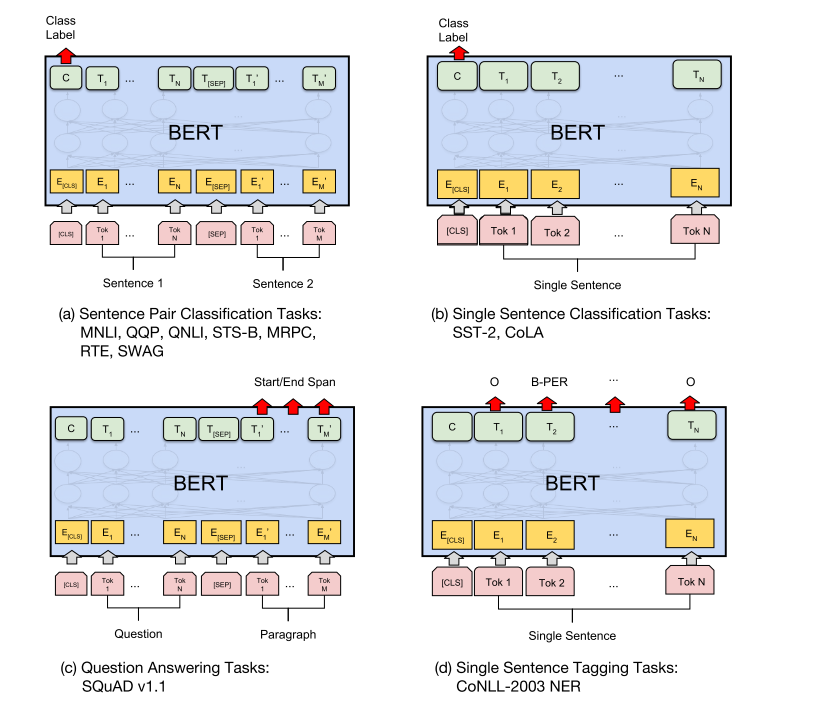 Class
Label
C T1 ... TN T[SEP] T1' ... TM'
BERT
E[CLS] E1 ... EN E[SEP] E1' ... EM'
[CLS] Tok 1 ... Tok N [SEP] Tok 1 ... Tok M
Sentence 1 Sentence 2
(a) Sentence Pair Classification Tasks:
MNLI, QQP, QNLI, STS-B, MRPC,
RTE, SWAG
Class
Label
C T1 T2 ... TN
BERT
E[CLS] E1 E2 ... EN
[CLS] Tok 1 Tok 2 ... Tok N
Single Sentence
(b) Single Sentence Classification Tasks:
SST-2, CoLA
Start/End Span
C T1 ... TN T[SEP] T1' ... TM'
BERT
E[CLS] E1 ... EN E[SEP] E1' ... EM'
[CLS] Tok 1 ... Tok N [SEP] Tok 1 ... Tok M
Question Paragraph
(c) Question Answering Tasks:
SQuAD v1.1
O B-PER ... O
C T1 T2 ... TN
BERT
E[CLS] E1 E2 ... EN
[CLS] Tok 1 Tok 2 ... Tok N
Single Sentence
(d) Single Sentence Tagging Tasks:
CoNLL-2003 NER